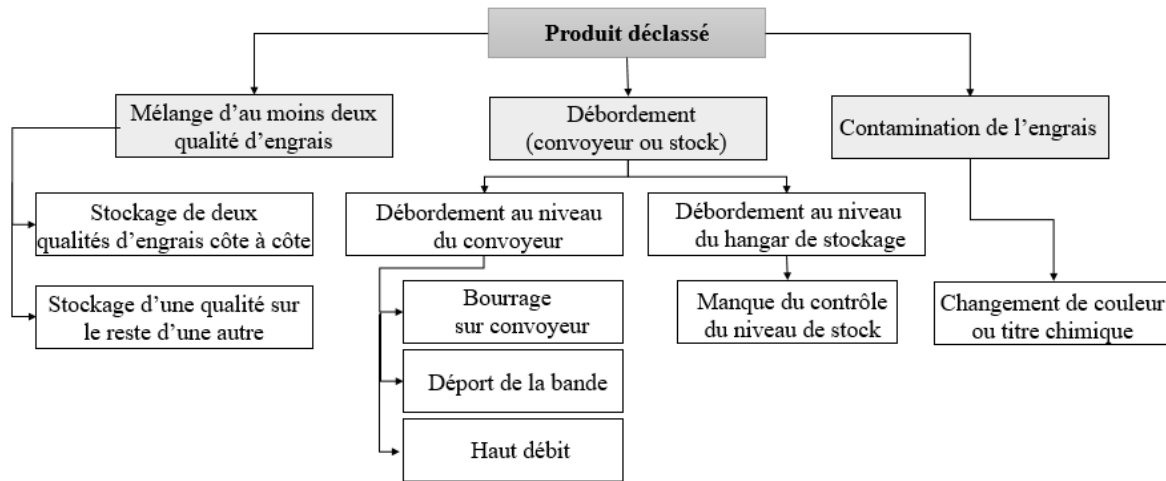 Produit déclassé
Mélange d'au moins deux
qualité d'engrais
Débordement
(convoyeur ou stock)
Contamination de l'engrais
Stockage de deux
qualités d'engrais côte à côte
Stockage d'une qualité sur
le reste d'une autre
Débordement au niveau
du convoyeur
Débordement au niveau
du hangar de stockage
Bourrage
sur convoyeur
Déport de la bande
Haut débit
Manque du contrôle
du niveau de stock
Changement de couleur
ou titre chimique